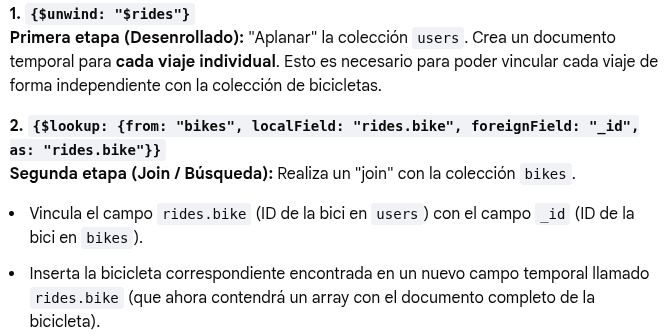 1. {$unwind: "$rides"}
Primera etapa (Desenrollado): "Aplanar" la colección users. Crea un documento
temporal para cada viaje individual. Esto es necesario para poder vincular cada viaje de
forma independiente con la colección de bicicletas.
2. {$lookup: {from: "bikes", localField: "rides.bike", foreignField: "_id",
as: "rides.bike"}}
Segunda etapa (Join / Búsqueda): Realiza un "join" con la colección bikes.
• Vincula el campo rides.bike (ID de la bici en users) con el campo _id (ID de la
bici en bikes).
• Inserta la bicicleta correspondiente encontrada en un nuevo campo temporal llamado
rides.bike (que ahora contendrá un array con el documento completo de la
bicicleta).